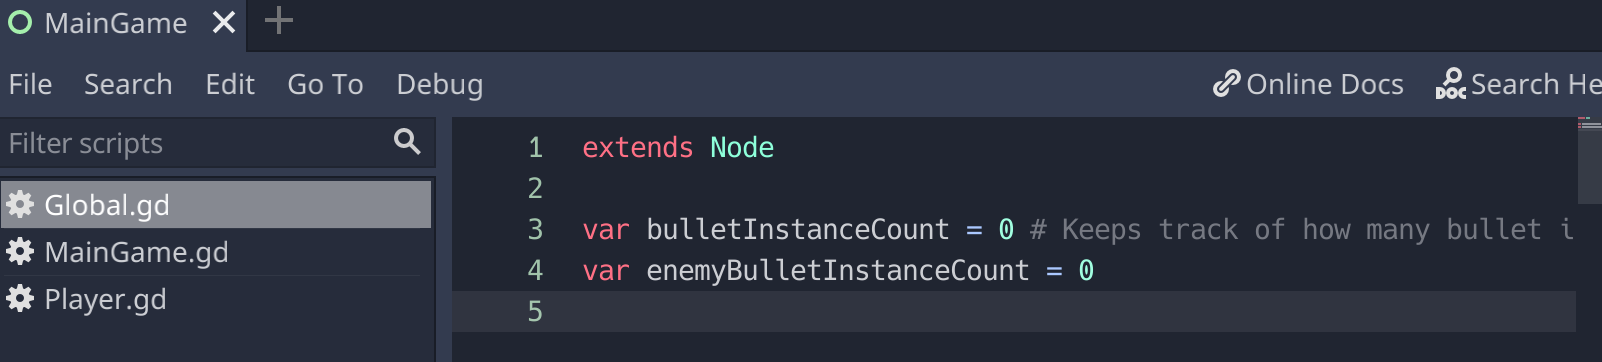 MainGame
File Search Edit Go To Debug Online Docs Search He
Filter scripts
Global.gd
MainGame.gd
Player.gd
1 extends Node
2
3 var bulletInstanceCount = 0 # Keeps track of how many bullet i
4 var enemyBulletInstanceCount = 0
5